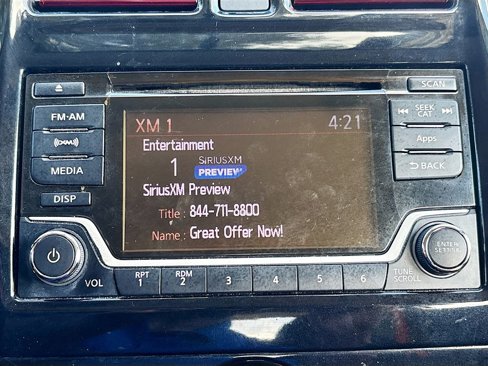 SCAN
FM·AM
XM 1 4:21
SEEK
CAT
Entertainment
1 SiriusXM
PREVIEW
((XM))
Apps
MEDIA
BACK
SiriusXM Preview
DISP
Title : 844-711-8800
Name : Great Offer Now!
ENTER
SETTING
VOL
RPT
1
RDM
2
3
4
5
6
TUNE
SCROLL